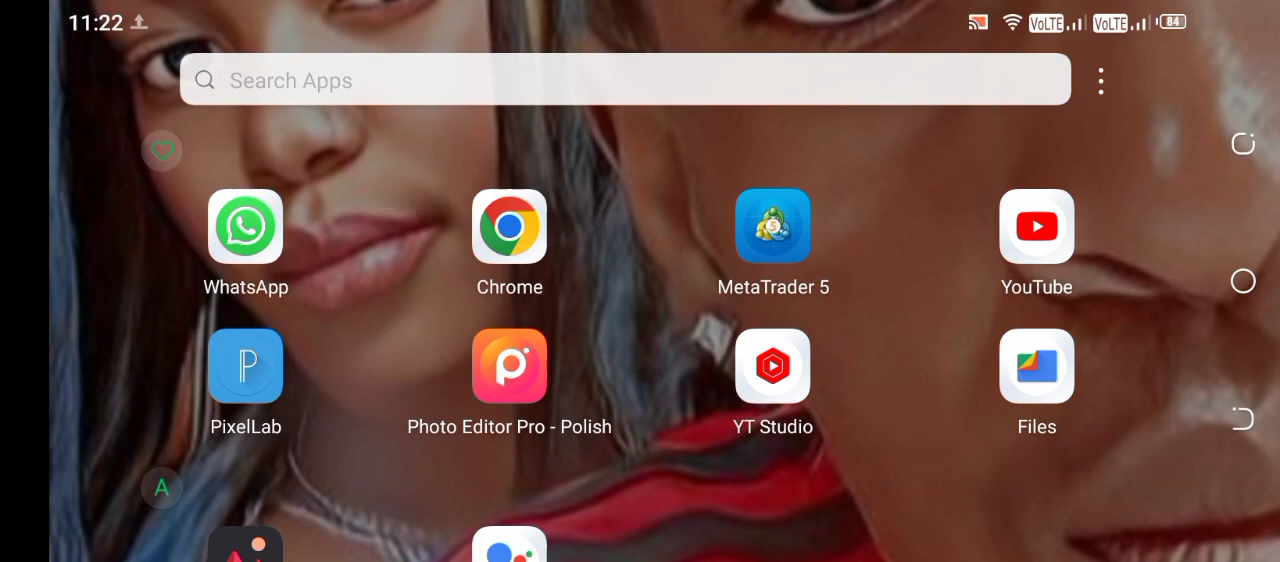 11:22
VoLTE VoLTE 84
Search Apps
WhatsApp Chrome MetaTrader 5 YouTube
PixelLab Photo Editor Pro - Polish YT Studio Files
A